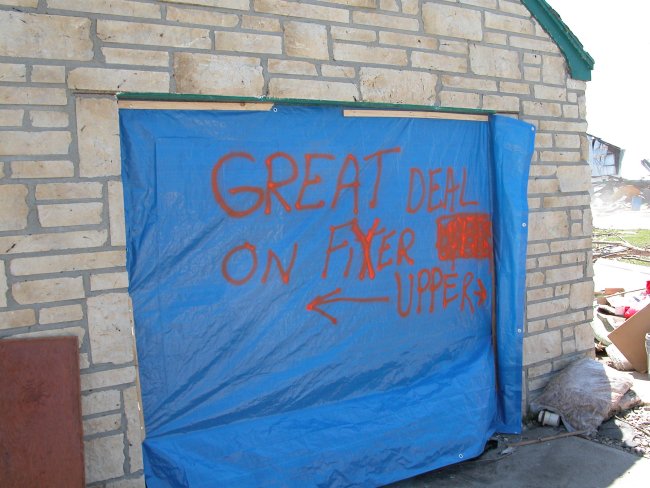 GREAT DEAL
ON FIXER
← UPPER →